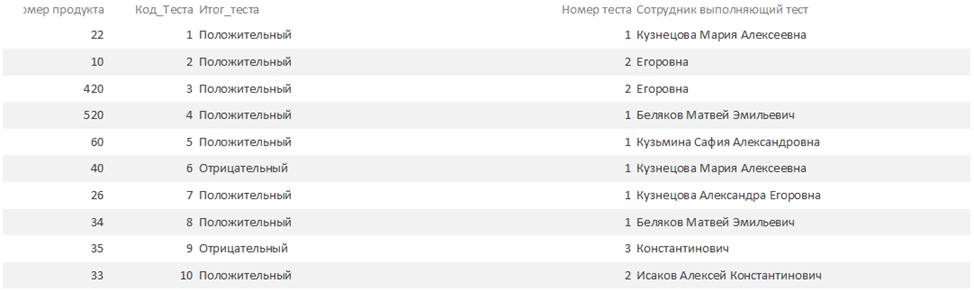 омер продукта Код_Теста Итог_теста Номер теста Сотрудник выполняющий тест
22 1 Положительный 1 Кузнецова Мария Алексеевна
10 2 Положительный 2 Егоровна
420 3 Положительный 2 Егоровна
520 4 Положительный 1 Беляков Матвей Эмильевич
60 5 Положительный 1 Кузьмина Сафия Александровна
40 6 Отрицательный 1 Кузнецова Мария Алексеевна
26 7 Положительный 1 Кузнецова Александра Егоровна
34 8 Положительный 1 Беляков Матвей Эмильевич
35 9 Отрицательный 3 Константинович
33 10 Положительный 2 Исаков Алексей Константинович